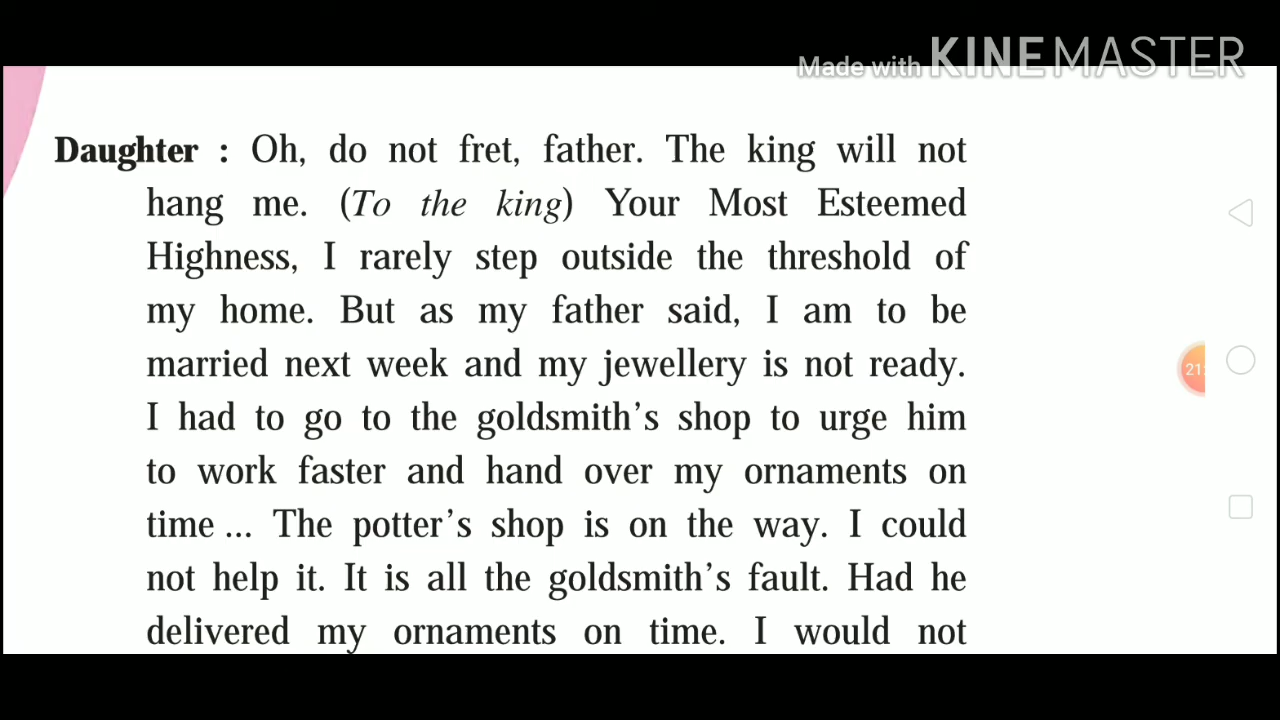 Made with KINEMASTER
Daughter : Oh, do not fret, father. The king will not
hang me. (To the king) Your Most Esteemed
Highness, I rarely step outside the threshold of
my home. But as my father said, I am to be
married next week and my jewellery is not ready.
I had to go to the goldsmith's shop to urge him
to work faster and hand over my ornaments on
time ... The potter's shop is on the way. I could
not help it. It is all the goldsmith's fault. Had he
delivered my ornaments on time. I would not
21: